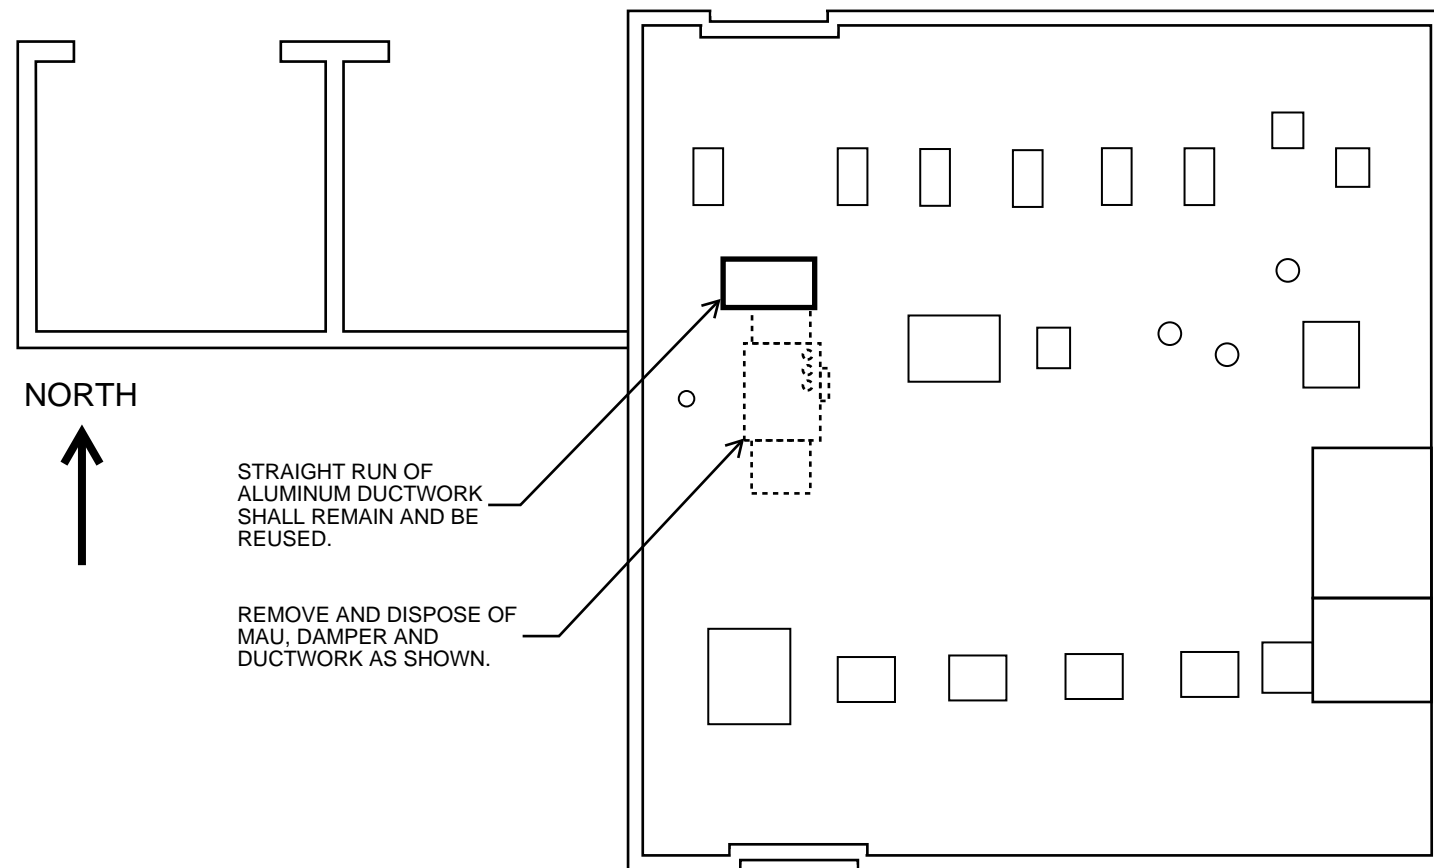 NORTH
STRAIGHT RUN OF
ALUMINUM DUCTWORK
SHALL REMAIN AND BE
REUSED.
REMOVE AND DISPOSE OF
MAU, DAMPER AND
DUCTWORK AS SHOWN.